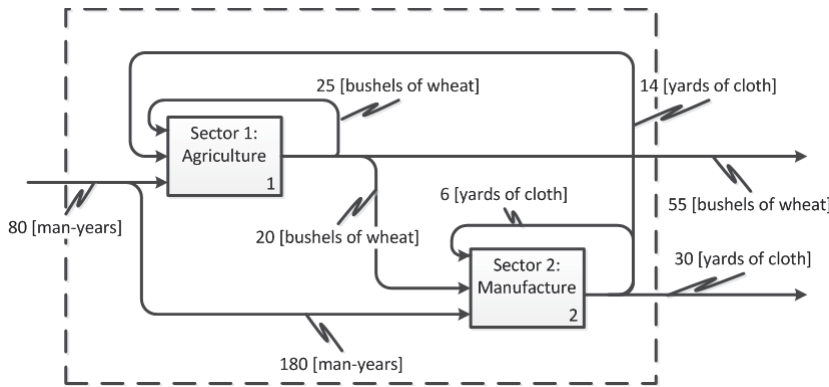 25 [bushels of wheat]
14 [yards of cloth]
Sector 1:
Agriculture
1
80 [man-years]
6 [yards of cloth]
55 [bushels of wheat]
20 [bushels of wheat]
Sector 2:
Manufacture
2
30 [yards of cloth]
180 [man-years]